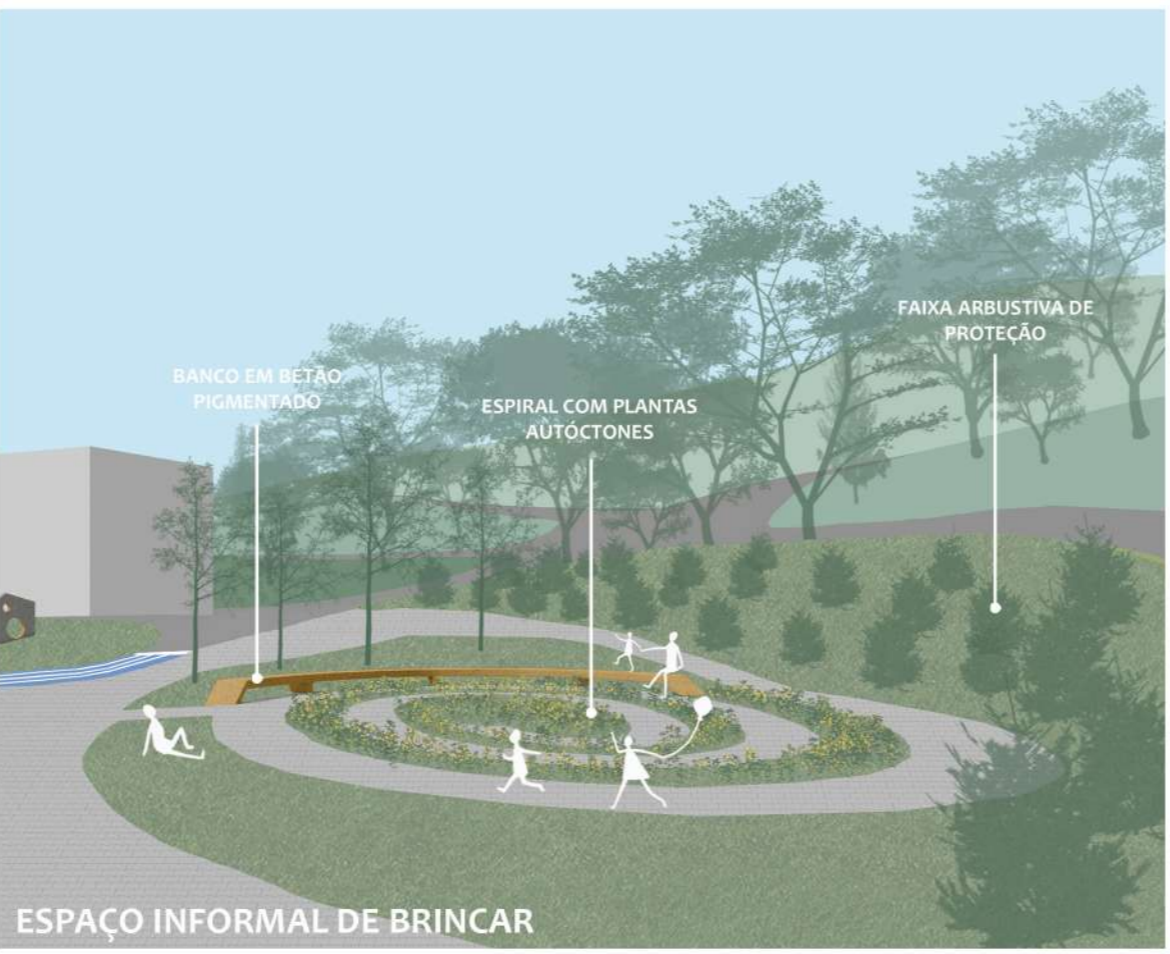 FAIXA ARBUSTIVA DE
PROTEÇÃO
BANCO EM BETÃO
PIGMENTADO
ESPIRAL COM PLANTAS
AUTÓCTONES
ESPAÇO INFORMAL DE BRINCAR